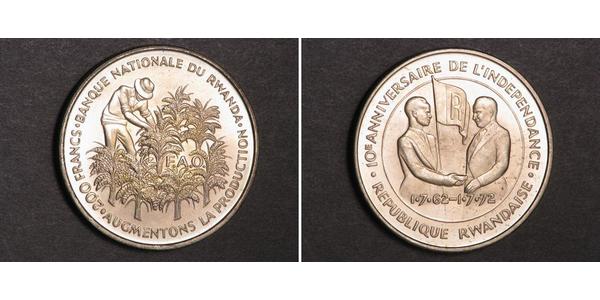 200 FRANCS · BANQUE NATIONALE DU RWANDA · AUGMENTONS LA PRODUCTION ·
FAO
10E ANNIVERSAIRE DE L'INDEPENDANCE ·
R
1·7·62-1·7·72
REPUBLIQUE RWANDAISE ·